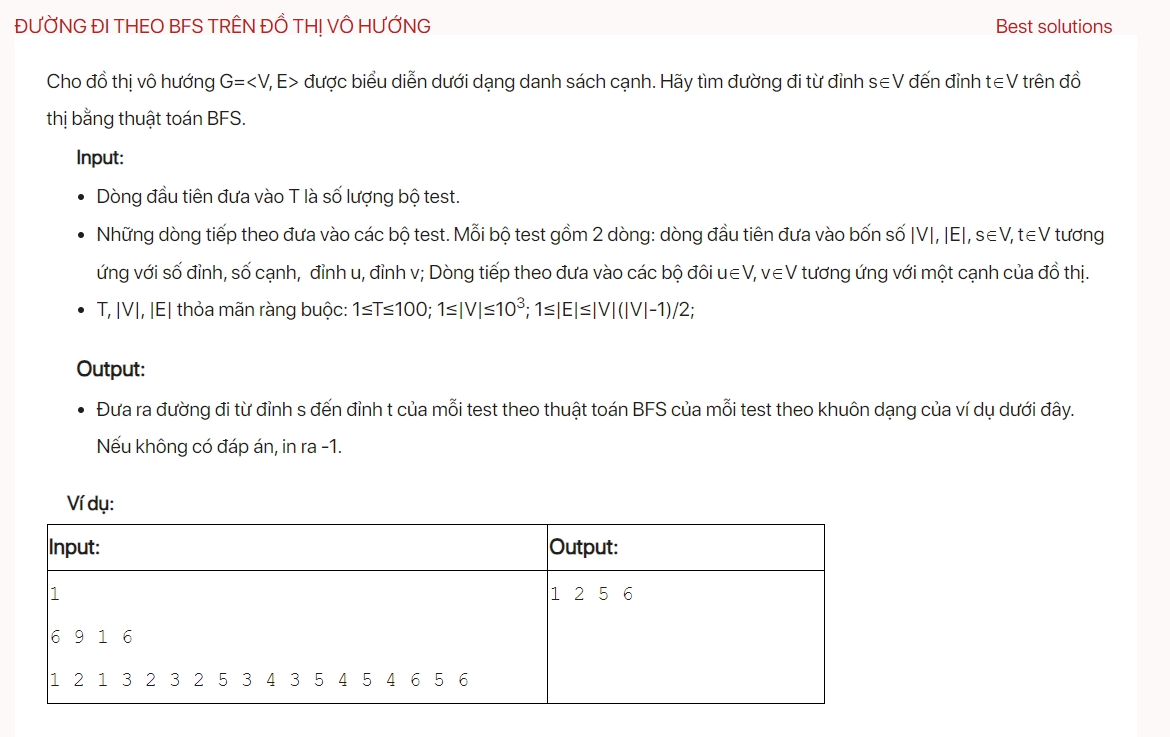 ĐƯỜNG ĐI THEO BFS TRÊN ĐỒ THỊ VÔ HƯỚNG
Best solutions
Cho đồ thị vô hướng G=<V, E> được biểu diễn dưới dạng danh sách cạnh. Hãy tìm đường đi từ đỉnh s∈V đến đỉnh t∈V trên đồ
thị bằng thuật toán BFS.
Input:
• Dòng đầu tiên đưa vào T là số lượng bộ test.
• Những dòng tiếp theo đưa vào các bộ test. Mỗi bộ test gồm 2 dòng: dòng đầu tiên đưa vào bốn số |V|, |E|, s∈V, t∈V tương
ứng với số đỉnh, số cạnh, đỉnh u, đỉnh v; Dòng tiếp theo đưa vào các bộ đôi u∈V, v∈V tương ứng với một cạnh của đồ thị.
• T, |V|, |E| thỏa mãn ràng buộc: 1≤T≤100; 1≤|V|≤10³; 1≤|E|≤|V|(|V|-1)/2;
Output:
• Đưa ra đường đi từ đỉnh s đến đỉnh t của mỗi test theo thuật toán BFS của mỗi test theo khuôn dạng của ví dụ dưới đây.
Nếu không có đáp án, in ra -1.
Ví dụ:
Input:
Output:
1
1 2 5 6
6 9 1 6
1 2 1 3 2 3 2 5 3 4 3 5 4 5 4 6 5 6